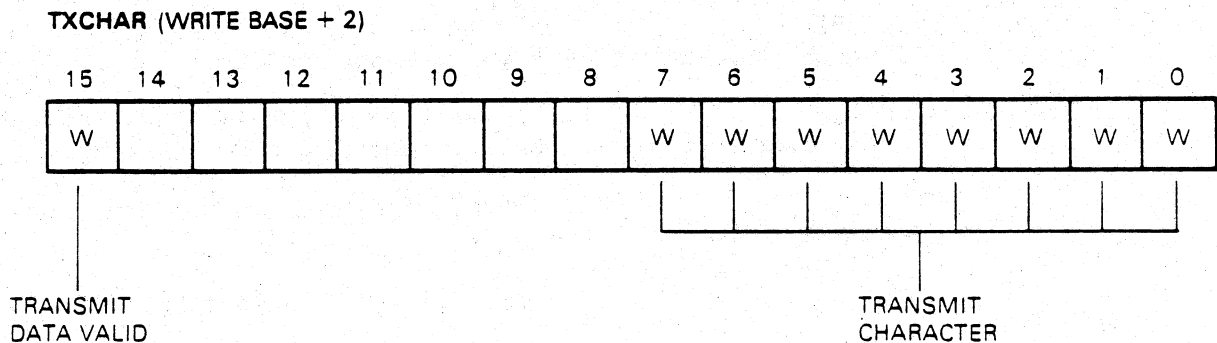 TXCHAR (WRITE BASE + 2)
15 14 13 12 11 10 9 8 7 6 5 4 3 2 1 0
W W W W W W W W W
TRANSMIT
DATA VALID
TRANSMIT
CHARACTER